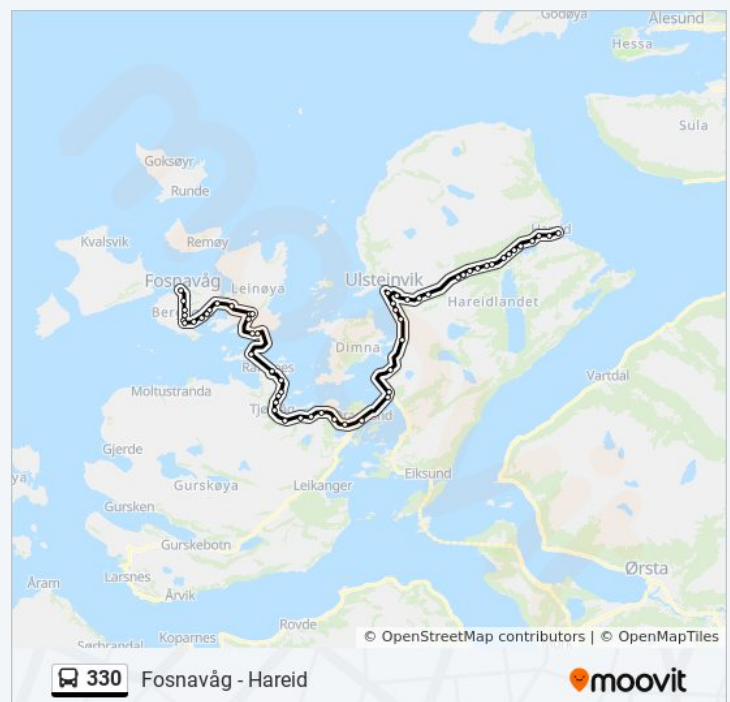 Godøya
Ålesund
Hessa
Sula
Goksøyr
Runde
Kvalsvik
Remøy
Fosnavåg
Leinøya
Ulsteinvik
Hareidlandet
Dimna
Vartdal
Moltustranda
Gjerde
Gurskøya
Leikanger
Eiksund
Gursken
Gurskebotn
Larsnes
Årvik
Åram
Ørsta
Rovde
Koparnes
© OpenStreetMap contributors | © OpenMapTiles
330 Fosnavåg - Hareid
moovit